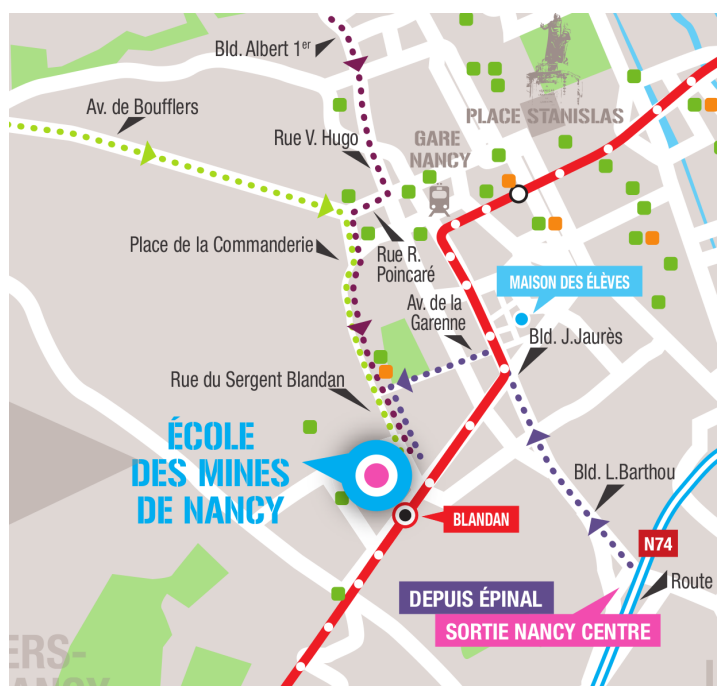 Bld. Albert 1er
Av. de Boufflers
PLACE STANISLAS
Rue V. Hugo
GARE
NANCY
Place de la Commanderie
Rue R.
Poincaré
MAISON DES ÉLÈVES
Av. de la
Garenne
Bld. J.Jaurès
Rue du Sergent Blandan
ÉCOLE
DES MINES
DE NANCY
Bld. L.Barthou
BLANDAN
N74
Route
DEPUIS ÉPINAL
SORTIE NANCY CENTRE
ERS-